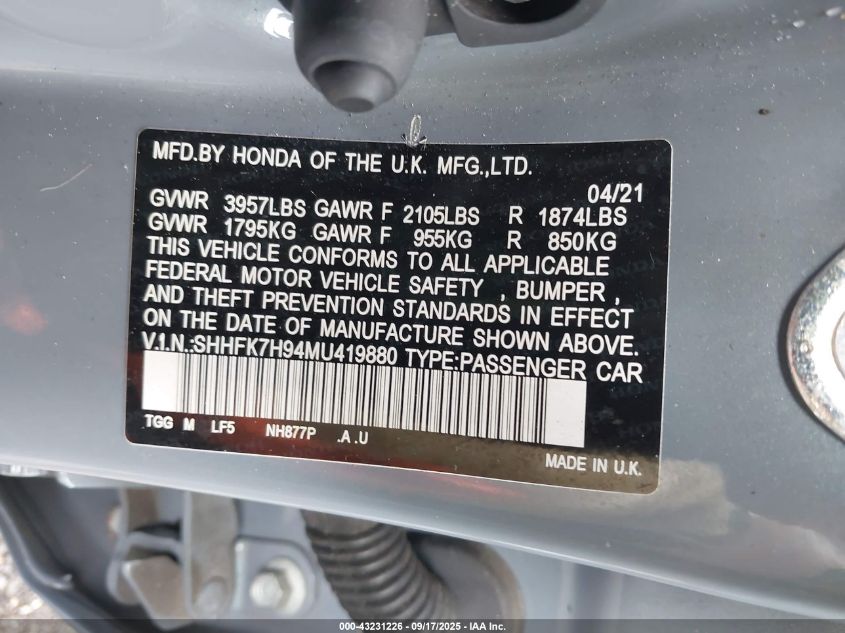 MFD.BY HONDA OF THE U.K. MFG.,LTD.
04/21
GVWR 3957LBS GAWR F 2105LBS R 1874LBS
GVWR 1795KG GAWR F 955KG R 850KG
THIS VEHICLE CONFORMS TO ALL APPLICABLE
FEDERAL MOTOR VEHICLE SAFETY , BUMPER ,
AND THEFT PREVENTION STANDARDS IN EFFECT
ON THE DATE OF MANUFACTURE SHOWN ABOVE.
V.I.N.:SHHFK7H94MU419880 TYPE:PASSENGER CAR
TGG M LF5 NH877P .A .U
MADE IN U.K.
000-43231226 - 09/17/2025 - IAA Inc.